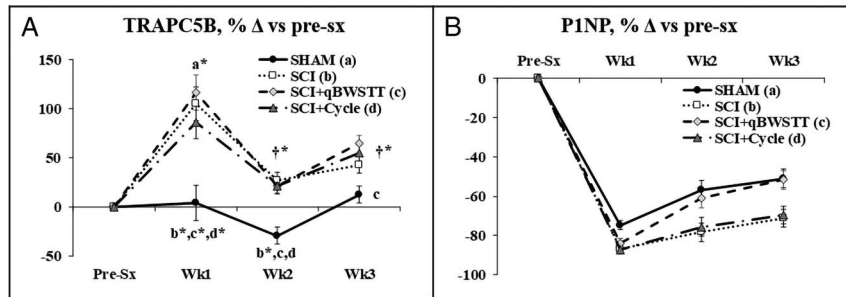 A
TRAPC5B, % Δ vs pre-sx
150
100
50
0
-50
a*
SHAM (a)
SCI (b)
SCI+qBWSTT (c)
SCI+Cycle (d)
†*
†*
c
b*,c*,d*
b*,c,d
Pre-Sx Wk1 Wk2 Wk3
B
P1NP, % Δ vs pre-sx
Pre-Sx Wk1 Wk2 Wk3
0
-20
-40
-60
-80
-100
SHAM (a)
SCI (b)
SCI+qBWSTT (c)
SCI+Cycle (d)